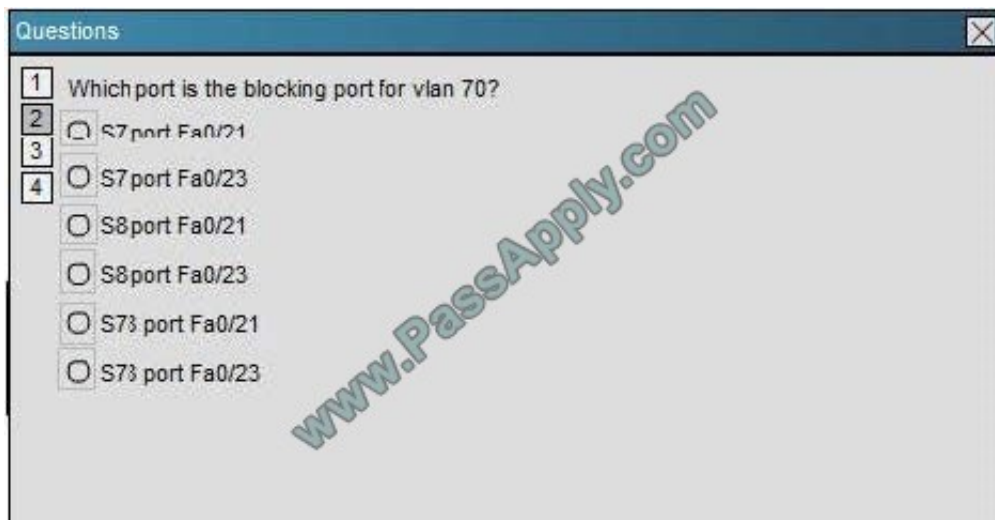 Questions
1 Which port is the blocking port for vlan 70?
2 S7 port Fa0/21
3
4 S7 port Fa0/23
S8 port Fa0/21
S8 port Fa0/23
port Fa0/21
port Fa0/23
www.PassApply.com